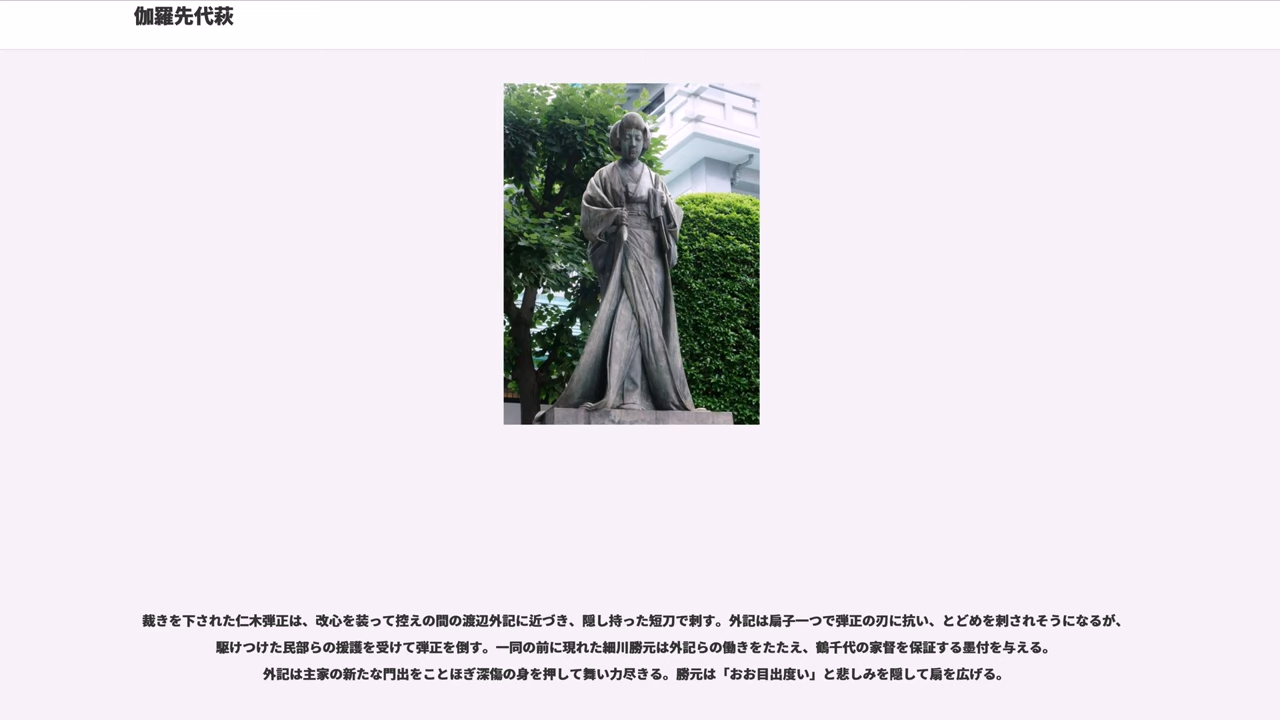 伽羅先代萩
裁きを下された仁木弾正は、改心を装って控えの間の渡辺外記に近づき、隠し持った短刀で刺す。外記は扇子一つで弾正の刃に抗い、とどめを刺されそうになるが、
駆けつけた民部らの援護を受けて弾正を倒す。一同の前に現れた細川勝元は外記らの働きをたたえ、鶴千代の家督を保証する墨付を与える。
外記は主家の新たな門出をことほぎ深傷の身を押して舞い力尽きる。勝元は「おお目出度い」と悲しみを隠して扇を広げる。